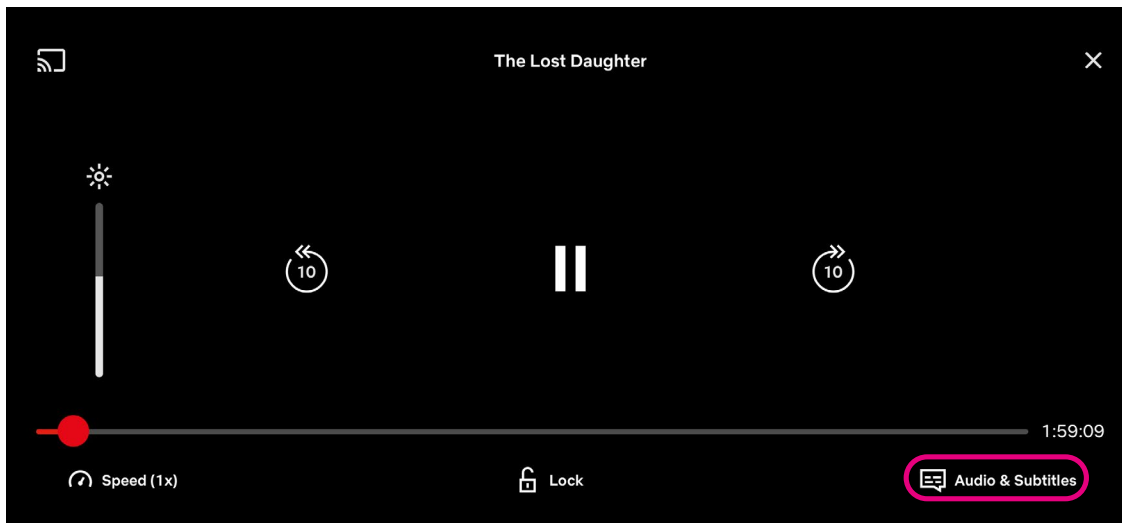 The Lost Daughter
10
10
1:59:09
Speed (1x)
Lock
Audio & Subtitles